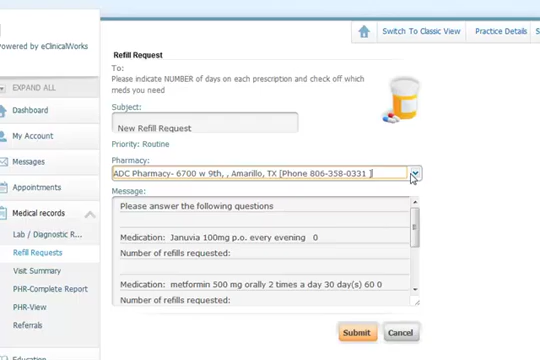 Powered by eClinicalWorks
Switch To Classic View
Practice Details
S
EXPAND ALL
Dashboard
My Account
Messages
Appointments
Medical records
Lab / Diagnostic R...
Refill Requests
Visit Summary
PHR-Complete Report
PHR-View
Referrals
Education
Refill Request
To:
Please indicate NUMBER of days on each prescription and check off which
meds you need
Subject:
New Refill Request
Priority: Routine
Pharmacy:
ADC Pharmacy- 6700 w 9th, , Amarillo, TX [Phone 806-358-0331 ]
Message:
Please answer the following questions
Medication: Januvia 100mg p.o. every evening 0
Number of refills requested:
Medication: metformin 500 mg orally 2 times a day 30 day(s) 60 0
Number of refills requested:
Submit
Cancel